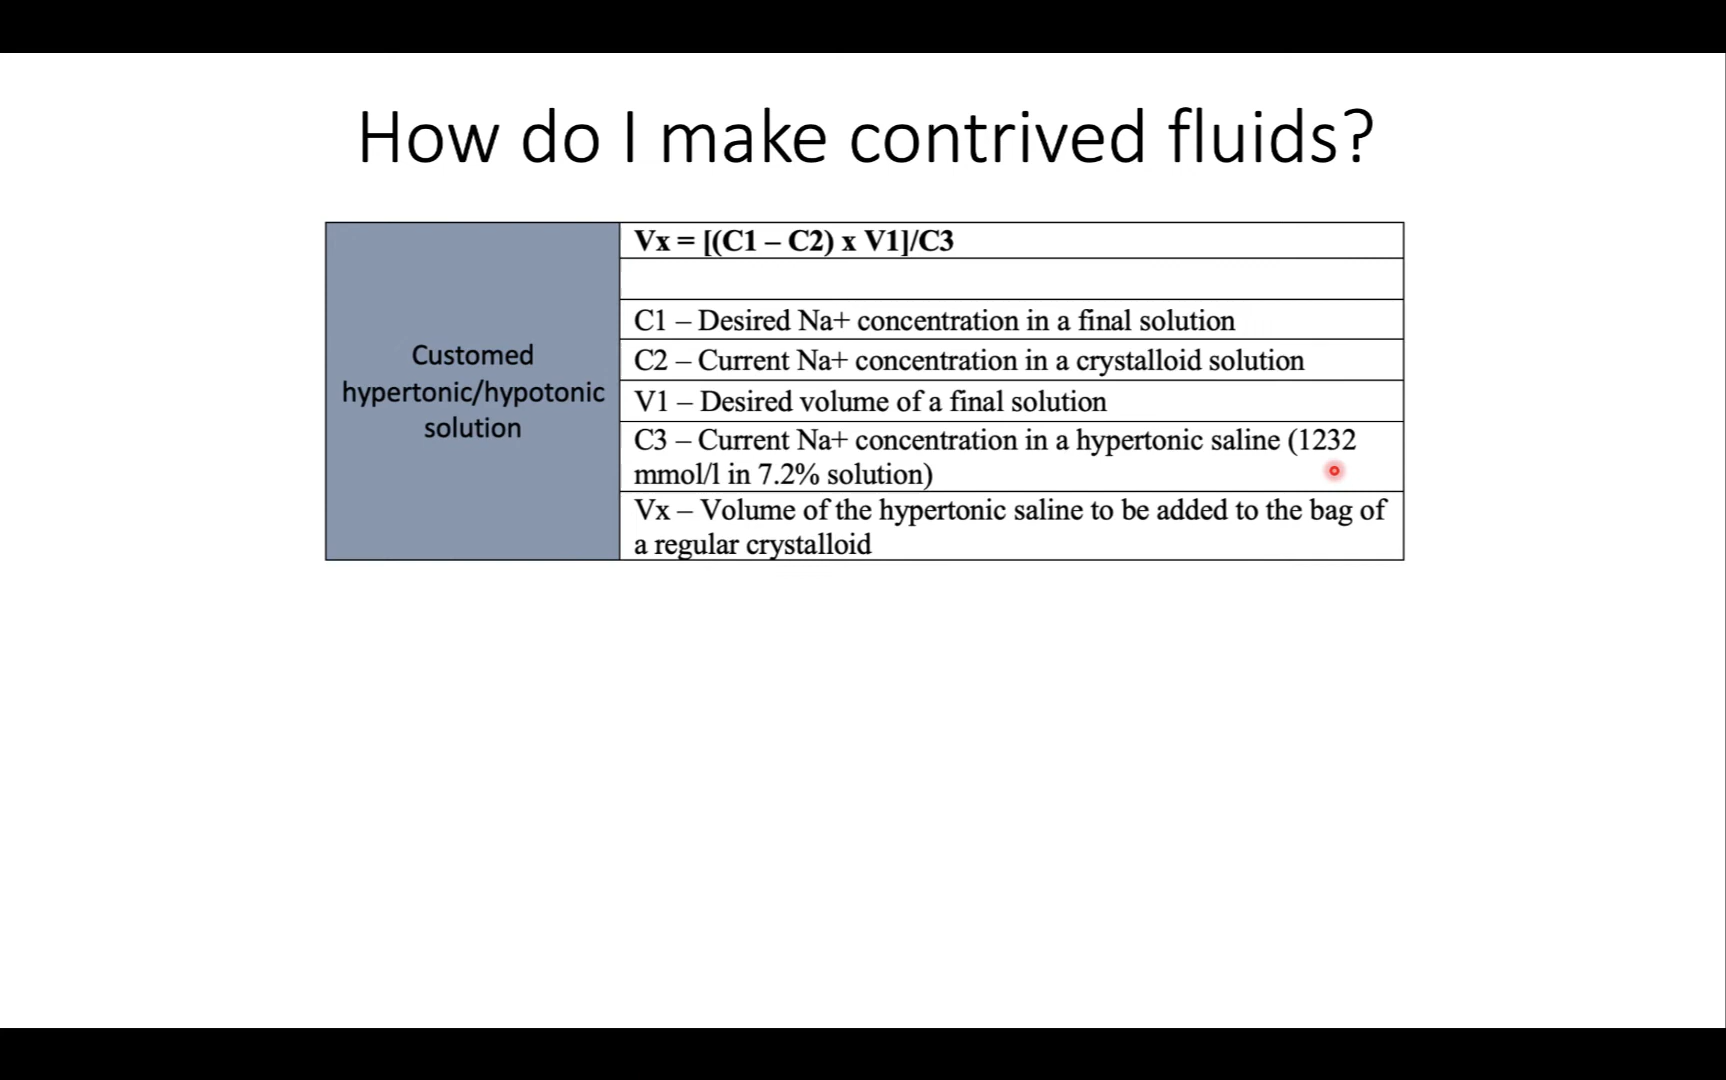 How do I make contrived fluids?
Customed
hypertonic/hypotonic
solution
Vx = [(C1 – C2) x V1]/C3
C1 – Desired Na+ concentration in a final solution
C2 – Current Na+ concentration in a crystalloid solution
V1 – Desired volume of a final solution
C3 – Current Na+ concentration in a hypertonic saline (1232
mmol/l in 7.2% solution)
Vx – Volume of the hypertonic saline to be added to the bag of
a regular crystalloid